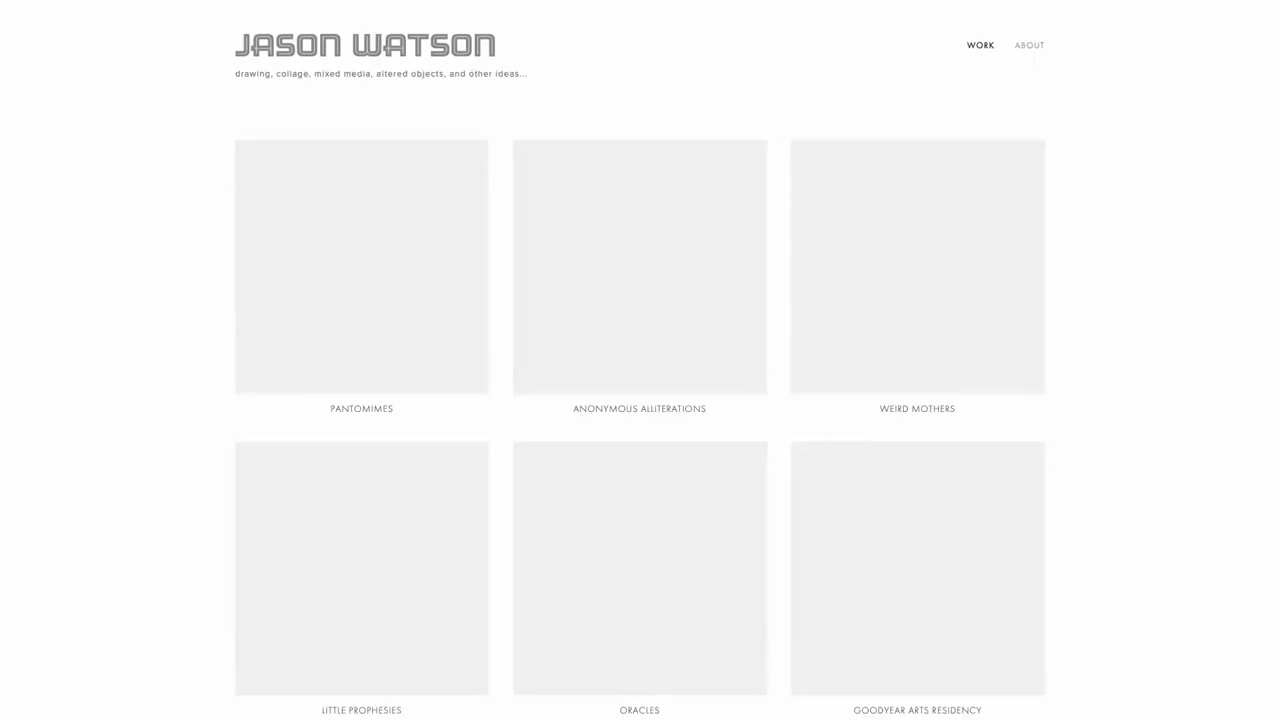 JASON WATSON
WORK ABOUT
drawing, collage, mixed media, altered objects, and other ideas...
PANTOMIMES
ANONYMOUS ALLITERATIONS
WEIRD MOTHERS
LITTLE PROPHESIES
ORACLES
GOODYEAR ARTS RESIDENCY